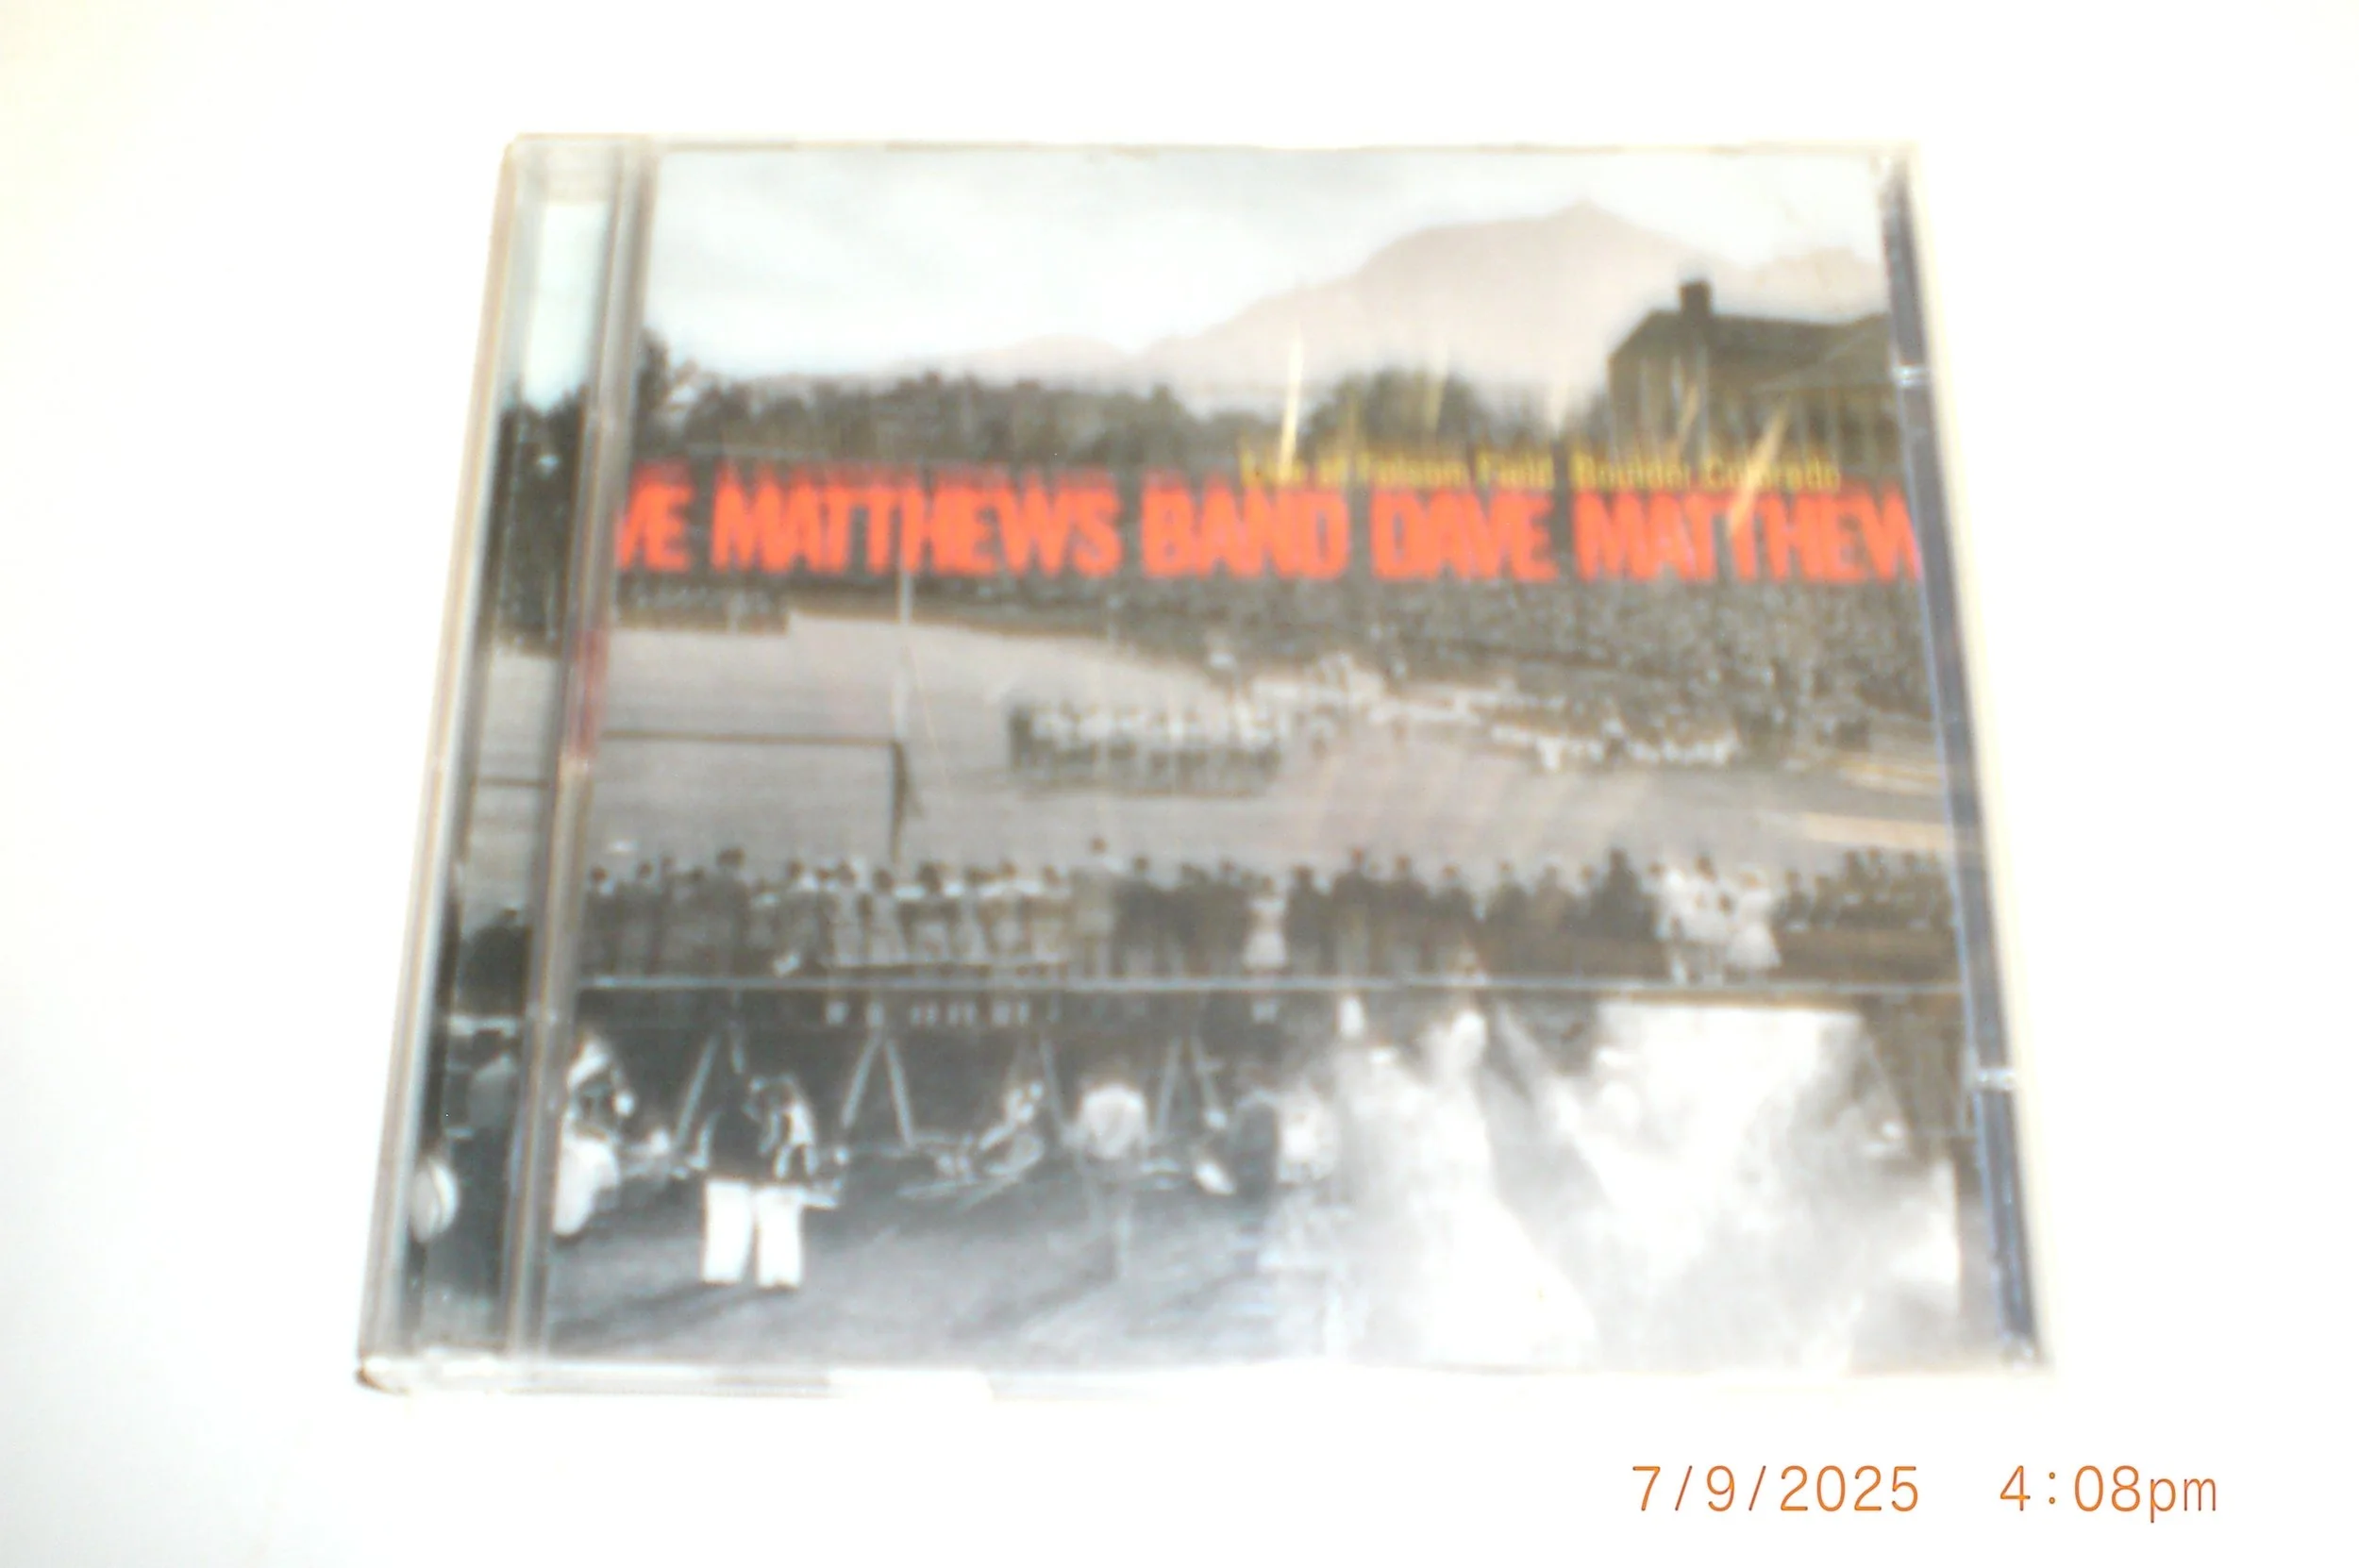 Live at Folsom Field Boulder Colorado
VE MATTHEWS BAND DAVE MATTHEW
7/9/2025 4:08pm